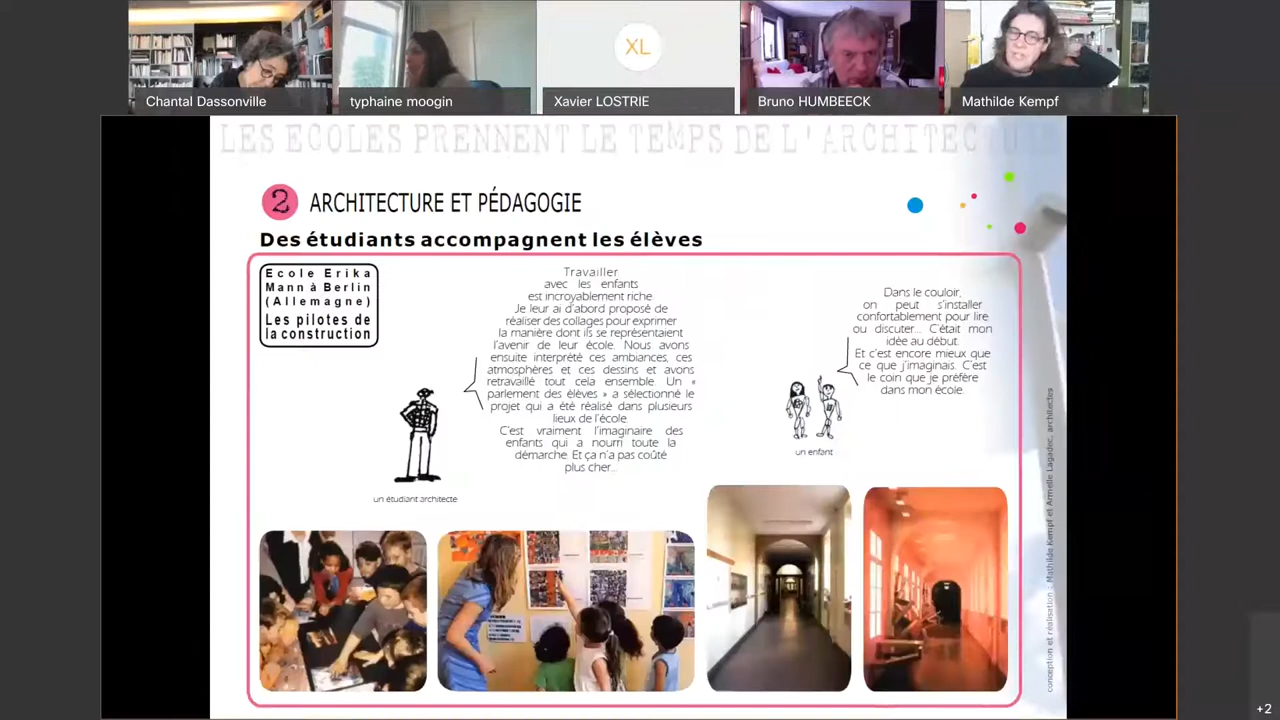 XL
Chantal Dassonville
typhaine moogin
Xavier LOSTRIE
Bruno HUMBEECK
Mathilde Kempf
LES ECOLES PRENNENT LE TEMPS DE L'ARCHITECTU
2 ARCHITECTURE ET PÉDAGOGIE
Des étudiants accompagnent les élèves
Ecole Erika
Mann à Berlin
(Allemagne)
Les pilotes de
la construction
Travailler
avec les enfants
est incroyablement riche.
Je leur ai d'abord proposé de
réaliser des collages pour exprimer
la manière dont ils se représentaient
l'avenir de leur école. Nous avons
ensuite interprété ces ambiances, ces
atmosphères et ces dessins et avons
retravaillé tout cela ensemble. Un «
parlement des élèves » a sélectionné le
projet qui a été réalisé dans plusieurs
lieux de l'école.
C'est vraiment l'imaginaire des
enfants qui a nourri toute la
démarche. Et ça n'a pas coûté
plus cher...
un étudiant architecte
Dans le couloir,
on peut s'installer
confortablement pour lire
ou discuter... C'était mon
idée au début.
Et c'est encore mieux que
ce que j'imaginais. C'est
le coin que je préfère
dans mon école.
un enfant
conception et réalisation : Mathilde Kempf et Armelle Lagadec, architectes
+2